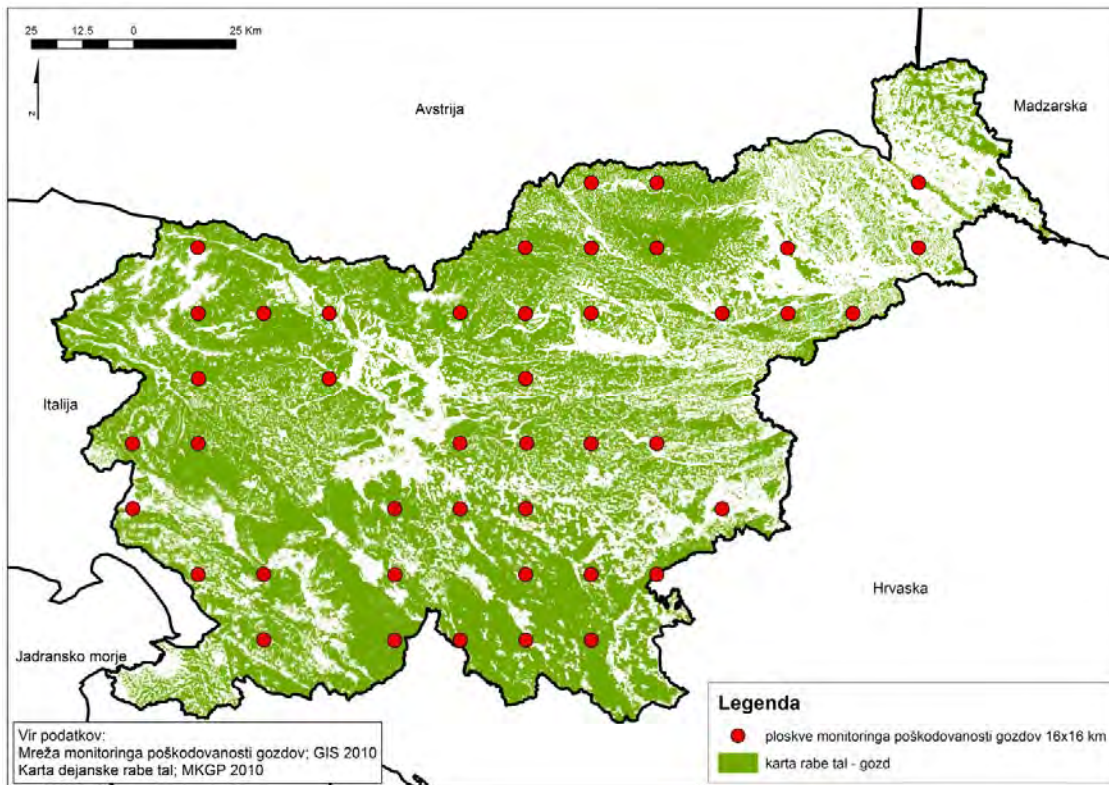 25 12.5 0 25 Km
z
Avstrija
Madzarska
Italija
Hrvaska
Jadransko morje
Vir podatkov:
Mreža monitoringa poškodovanosti gozdov; GIS 2010
Karta dejanske rabe tal; MKGP 2010
Legenda
ploskve monitoringa poškodovanosti gozdov 16x16 km
karta rabe tal - gozd